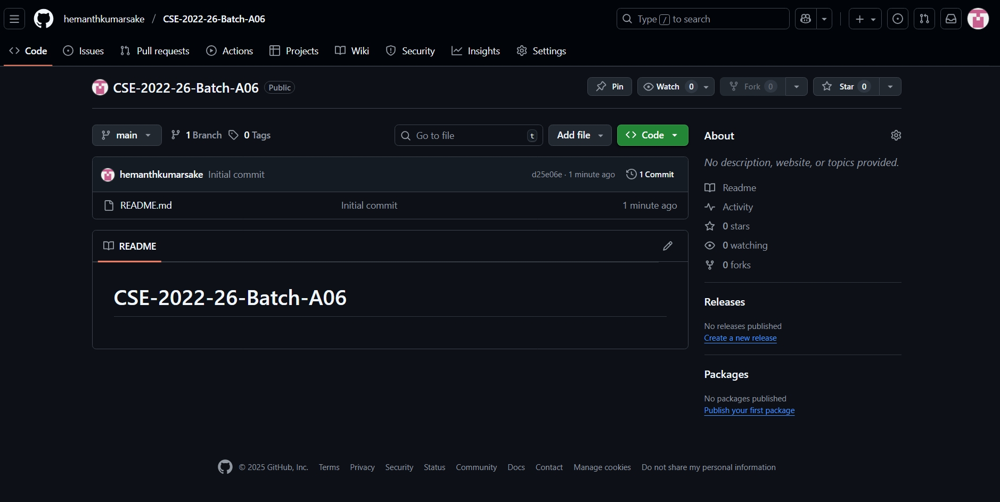 hemanthkumarsake / CSE-2022-26-Batch-A06
Type / to search
Code Issues Pull requests Actions Projects Wiki Security Insights Settings
CSE-2022-26-Batch-A06 Public
Pin Watch 0 Fork 0 Star 0
main 1 Branch 0 Tags
Go to file t Add file Code
hemanthkumarsake Initial commit
d25e06e · 1 minute ago 1 Commit
README.md Initial commit 1 minute ago
README
CSE-2022-26-Batch-A06
About
No description, website, or topics provided.
Readme
Activity
0 stars
0 watching
0 forks
Releases
No releases published
Create a new release
Packages
No packages published
Publish your first package
© 2025 GitHub, Inc. Terms Privacy Security Status Community Docs Contact Manage cookies Do not share my personal information